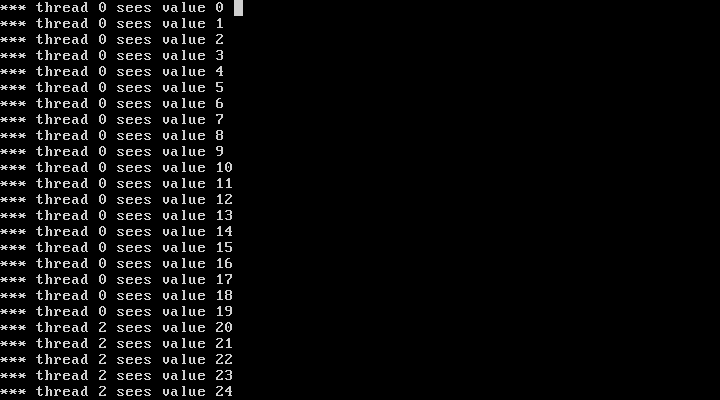 *** thread 0 sees value 0
*** thread 0 sees value 1
*** thread 0 sees value 2
*** thread 0 sees value 3
*** thread 0 sees value 4
*** thread 0 sees value 5
*** thread 0 sees value 6
*** thread 0 sees value 7
*** thread 0 sees value 8
*** thread 0 sees value 9
*** thread 0 sees value 10
*** thread 0 sees value 11
*** thread 0 sees value 12
*** thread 0 sees value 13
*** thread 0 sees value 14
*** thread 0 sees value 15
*** thread 0 sees value 16
*** thread 0 sees value 17
*** thread 0 sees value 18
*** thread 0 sees value 19
*** thread 2 sees value 20
*** thread 2 sees value 21
*** thread 2 sees value 22
*** thread 2 sees value 23
*** thread 2 sees value 24